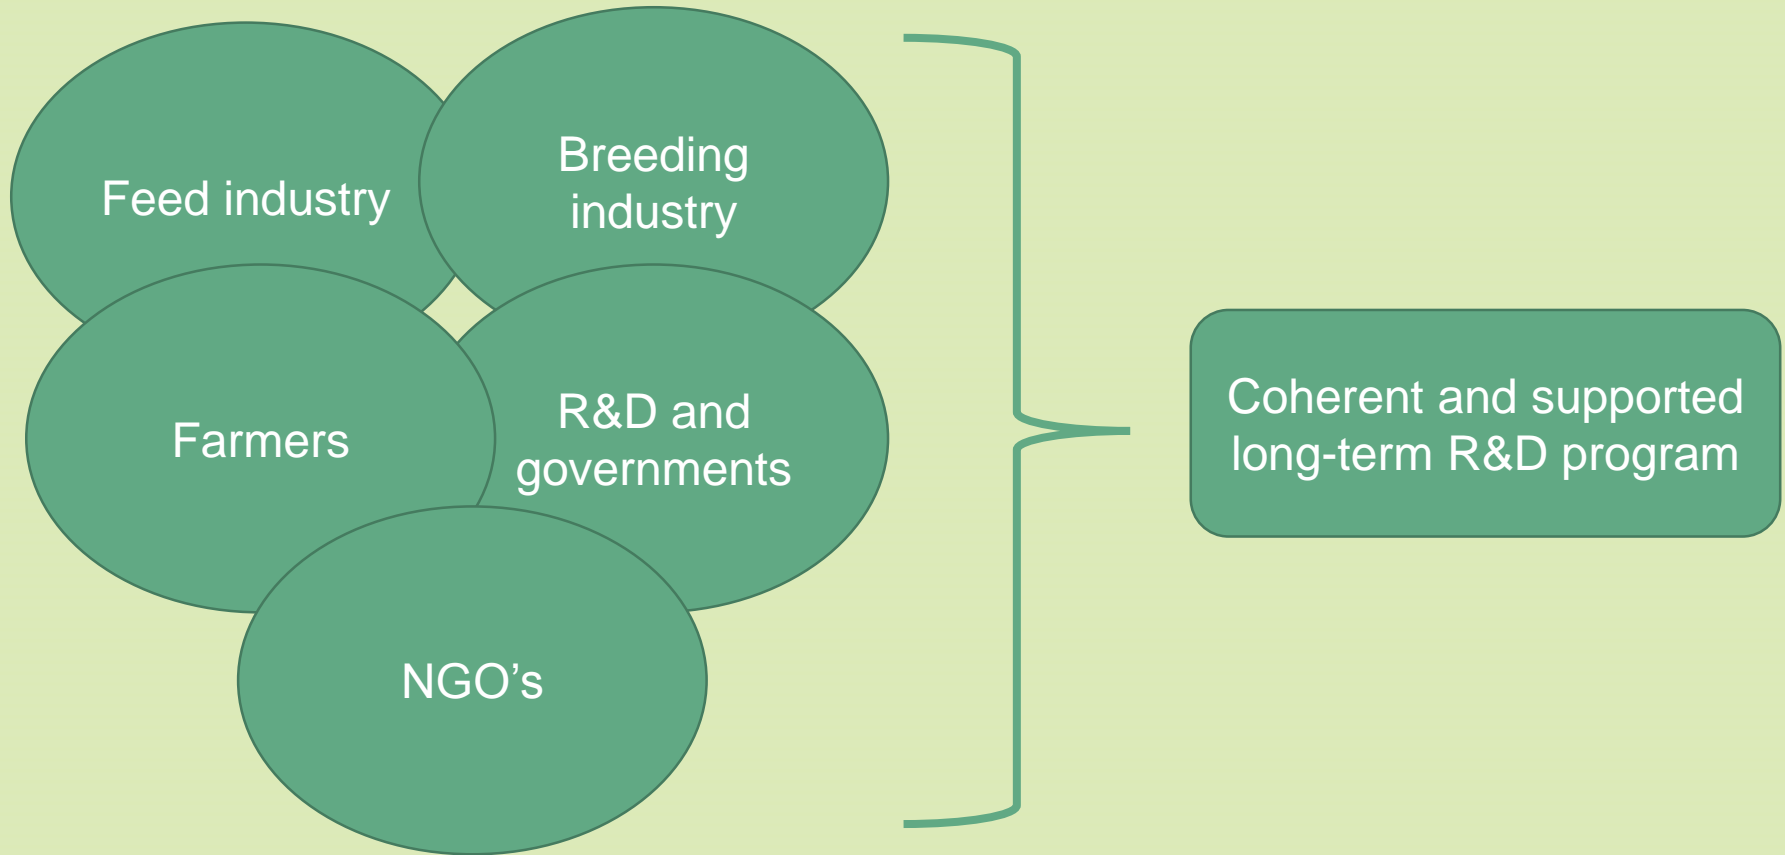 Feed industry
Breeding
industry
Farmers
R&D and
governments
NGO’s
Coherent and supported
long-term R&D program